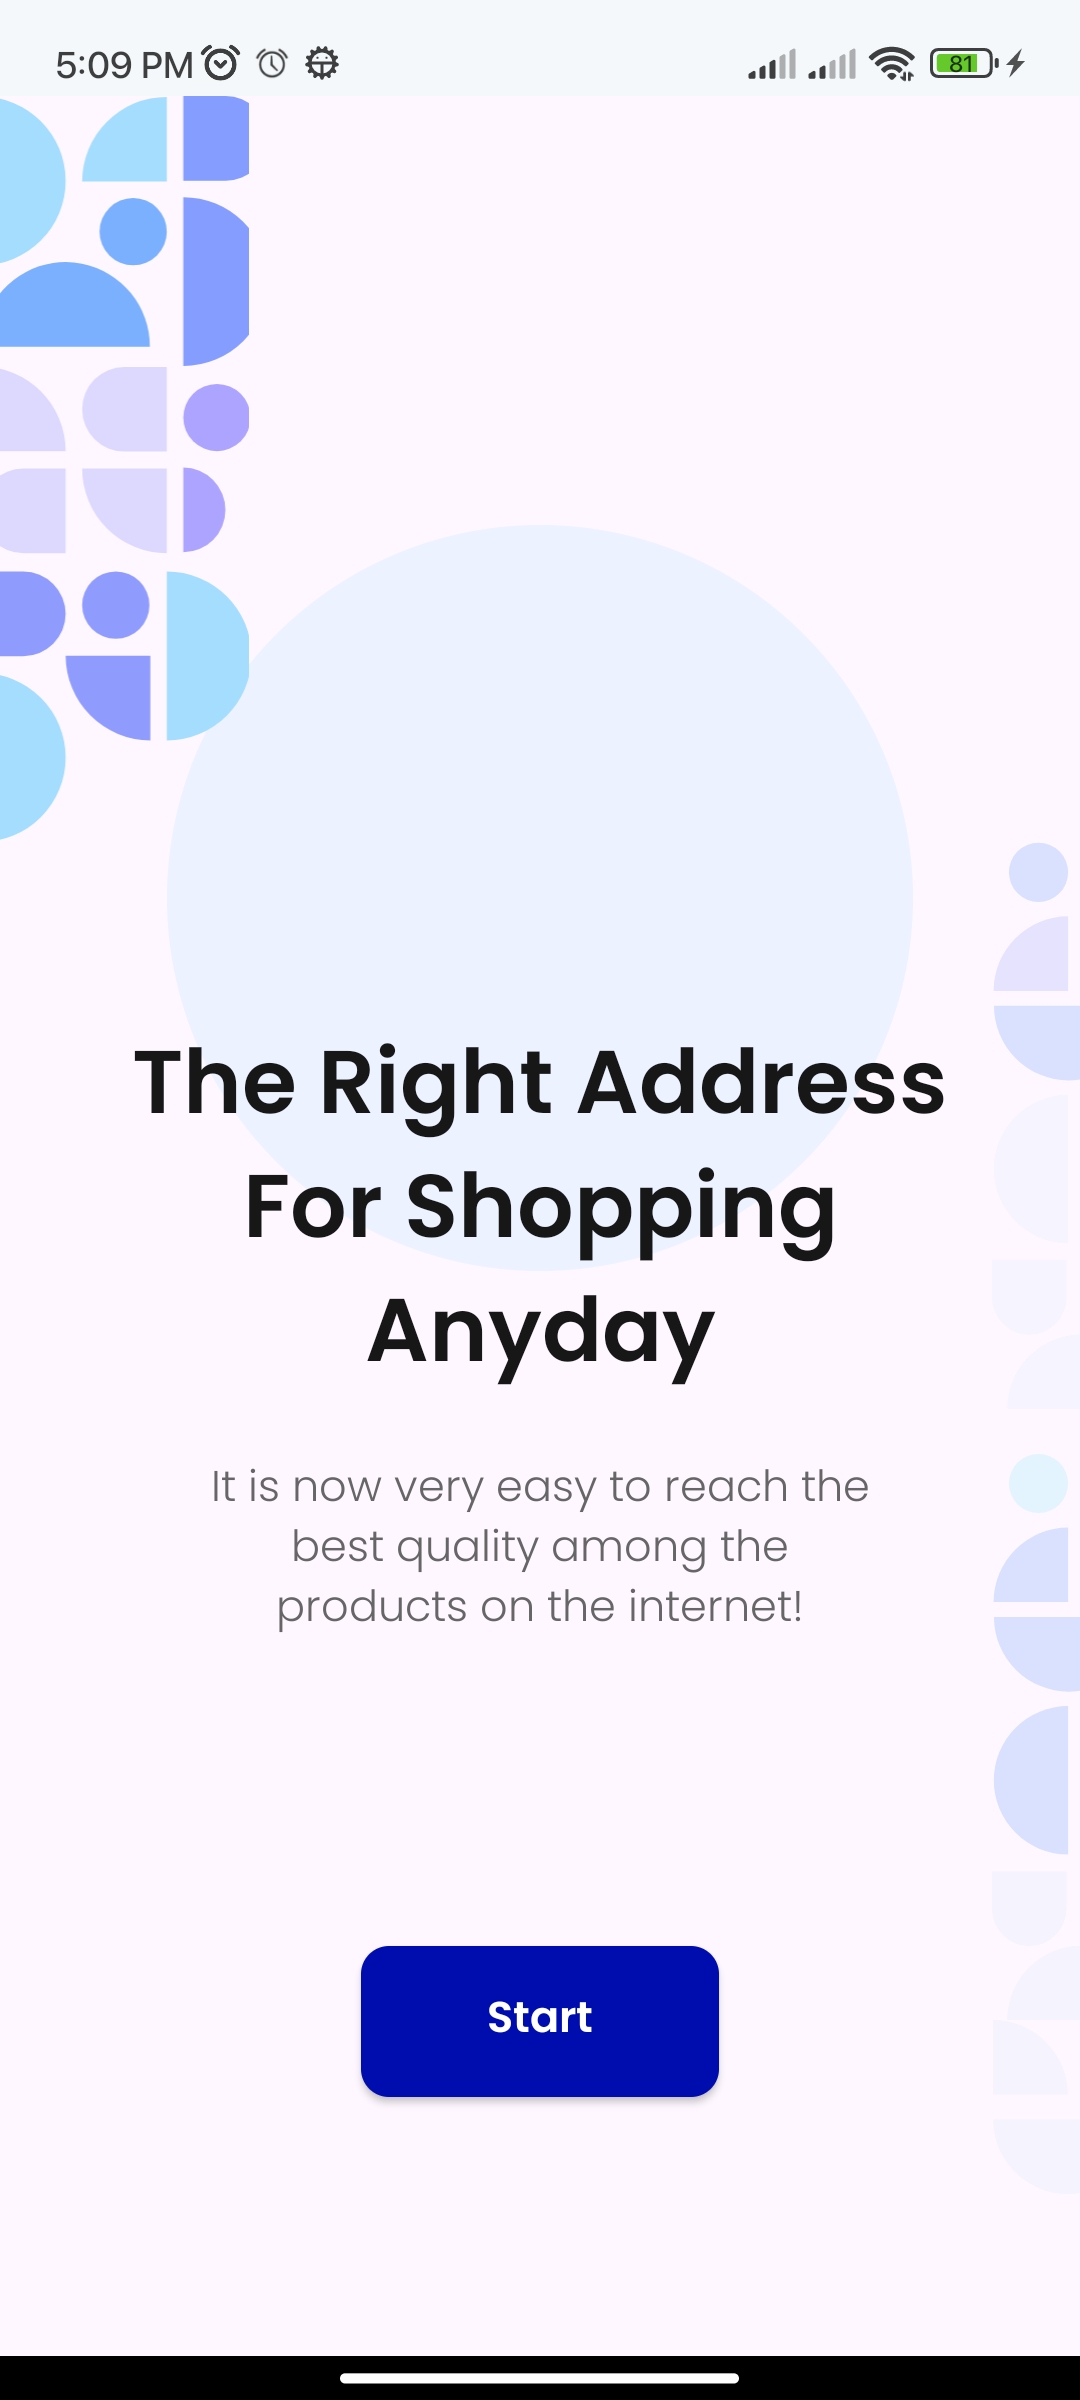 5:09 PM
81
The Right Address
For Shopping
Anyday
It is now very easy to reach the
best quality among the
products on the internet!
Start